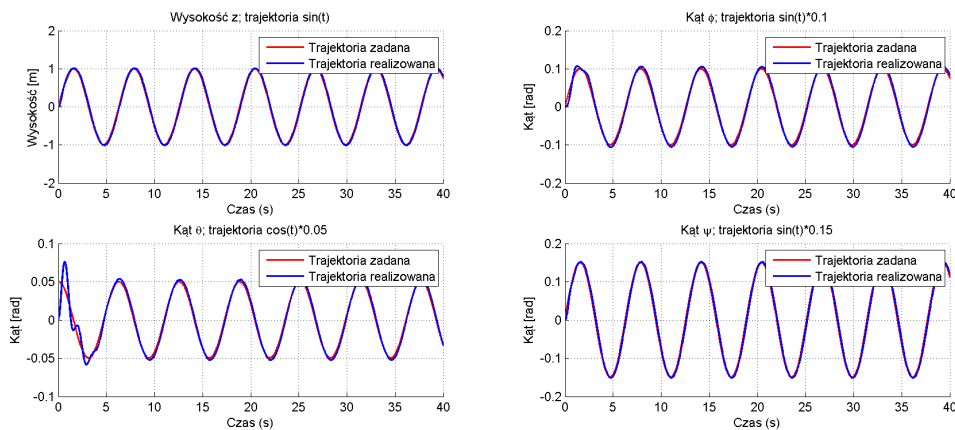 Wysokość z; trajektoria sin(t)
2
1
0
-1
-2
Wysokość [m]
Trajektoria zadana
Trajektoria realizowana
0 5 10 15 20 25 30 35 40
Czas (s)
Kąt ϕ; trajektoria sin(t)*0.1
0.2
0.1
0
-0.1
-0.2
Kąt [rad]
Trajektoria zadana
Trajektoria realizowana
0 5 10 15 20 25 30 35 40
Czas (s)
Kąt θ; trajektoria cos(t)*0.05
0.1
0.05
0
-0.05
-0.1
Kąt [rad]
Trajektoria zadana
Trajektoria realizowana
0 5 10 15 20 25 30 35 40
Czas (s)
Kąt ψ; trajektoria sin(t)*0.15
0.2
0.1
0
-0.1
-0.2
Kąt [rad]
Trajektoria zadana
Trajektoria realizowana
0 5 10 15 20 25 30 35 40
Czas (s)